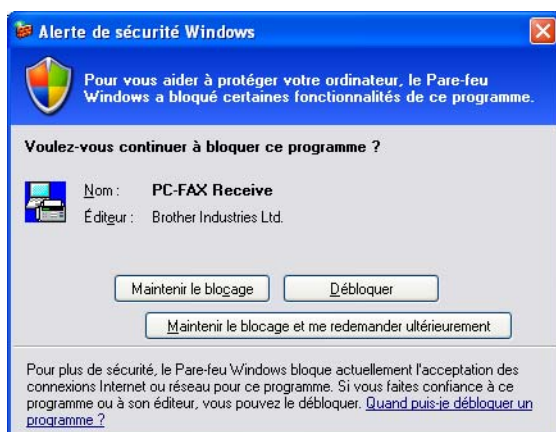 Alerte de sécurité Windows
Pour vous aider à protéger votre ordinateur, le Pare-feu
Windows a bloqué certaines fonctionnalités de ce programme.
Voulez-vous continuer à bloquer ce programme ?
Nom : PC-FAX Receive
Éditeur : Brother Industries Ltd.
Maintenir le blocage Débloquer
Maintenir le blocage et me redemander ultérieurement
Pour plus de sécurité, le Pare-feu Windows bloque actuellement l'acceptation des
connexions Internet ou réseau pour ce programme. Si vous faites confiance à ce
programme ou à son éditeur, vous pouvez le débloquer. Quand puis-je débloquer un
programme ?